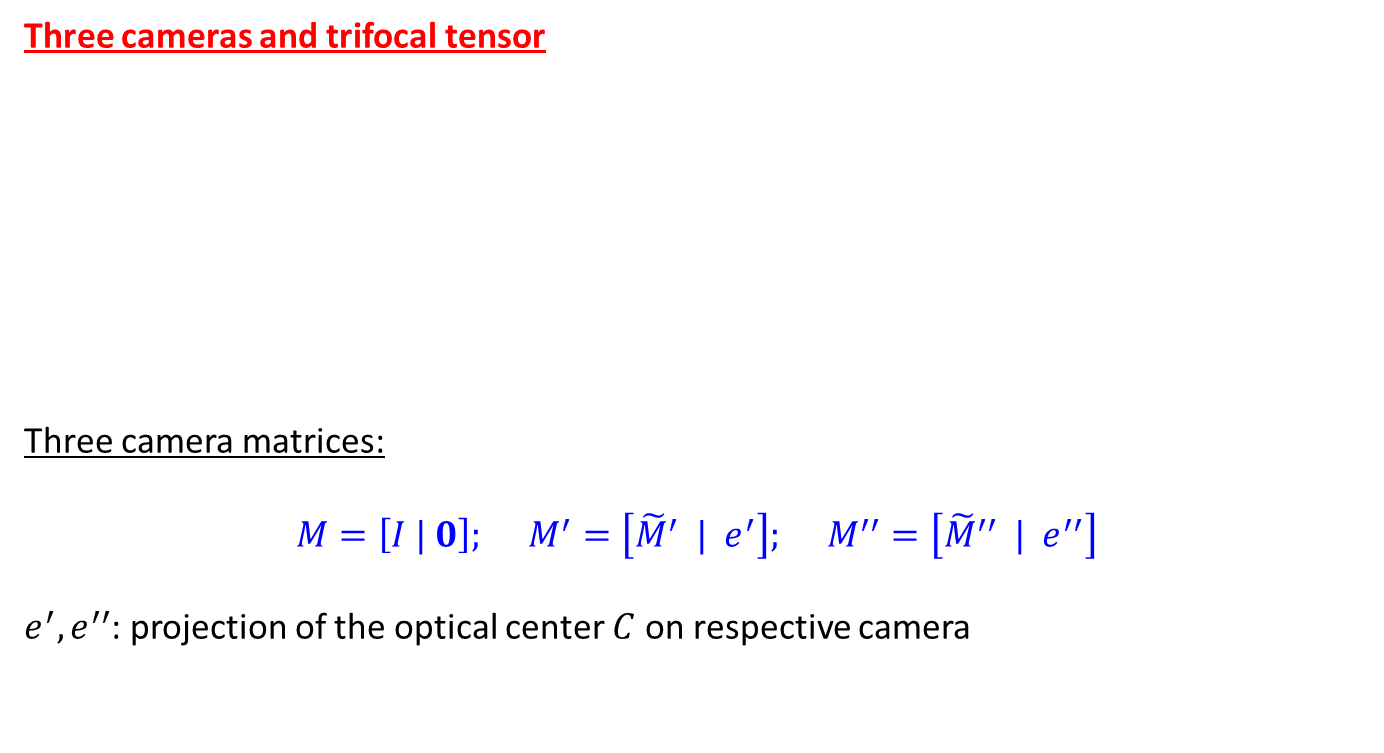 Three cameras and trifocal tensor
Three camera matrices:
M = [I | 0]; M′ = [M̃′ | e′]; M′′ = [M̃′′ | e′′]
e′, e′′: projection of the optical center C on respective camera